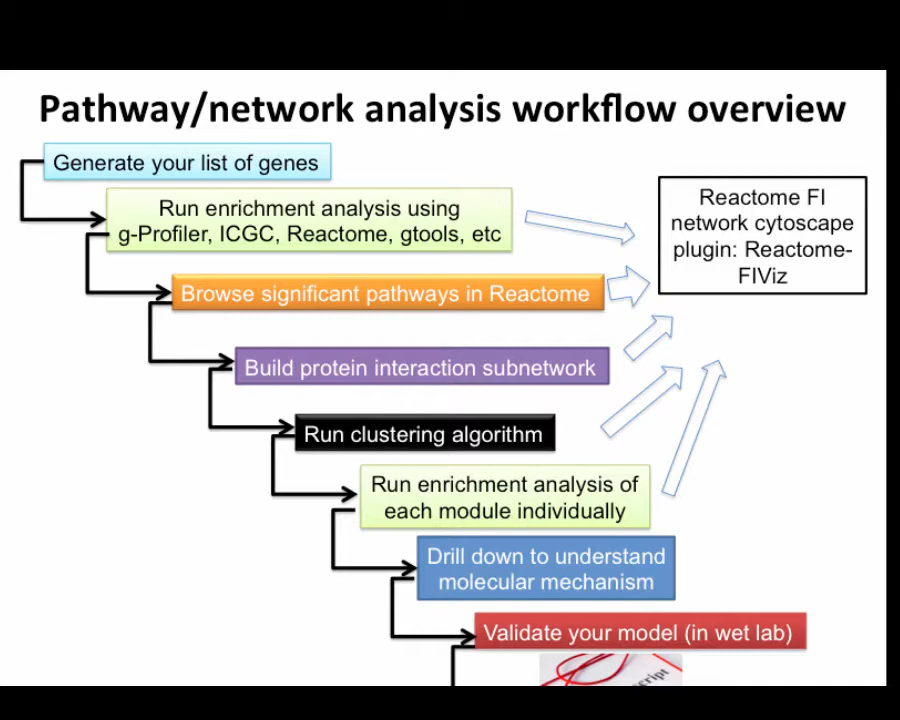 Pathway/network analysis workflow overview
Generate your list of genes
Run enrichment analysis using
g-Profiler, ICGC, Reactome, gtools, etc
Reactome FI
network cytoscape
plugin: Reactome-
FIViz
Browse significant pathways in Reactome
Build protein interaction subnetwork
Run clustering algorithm
Run enrichment analysis of
each module individually
Drill down to understand
molecular mechanism
Validate your model (in wet lab)